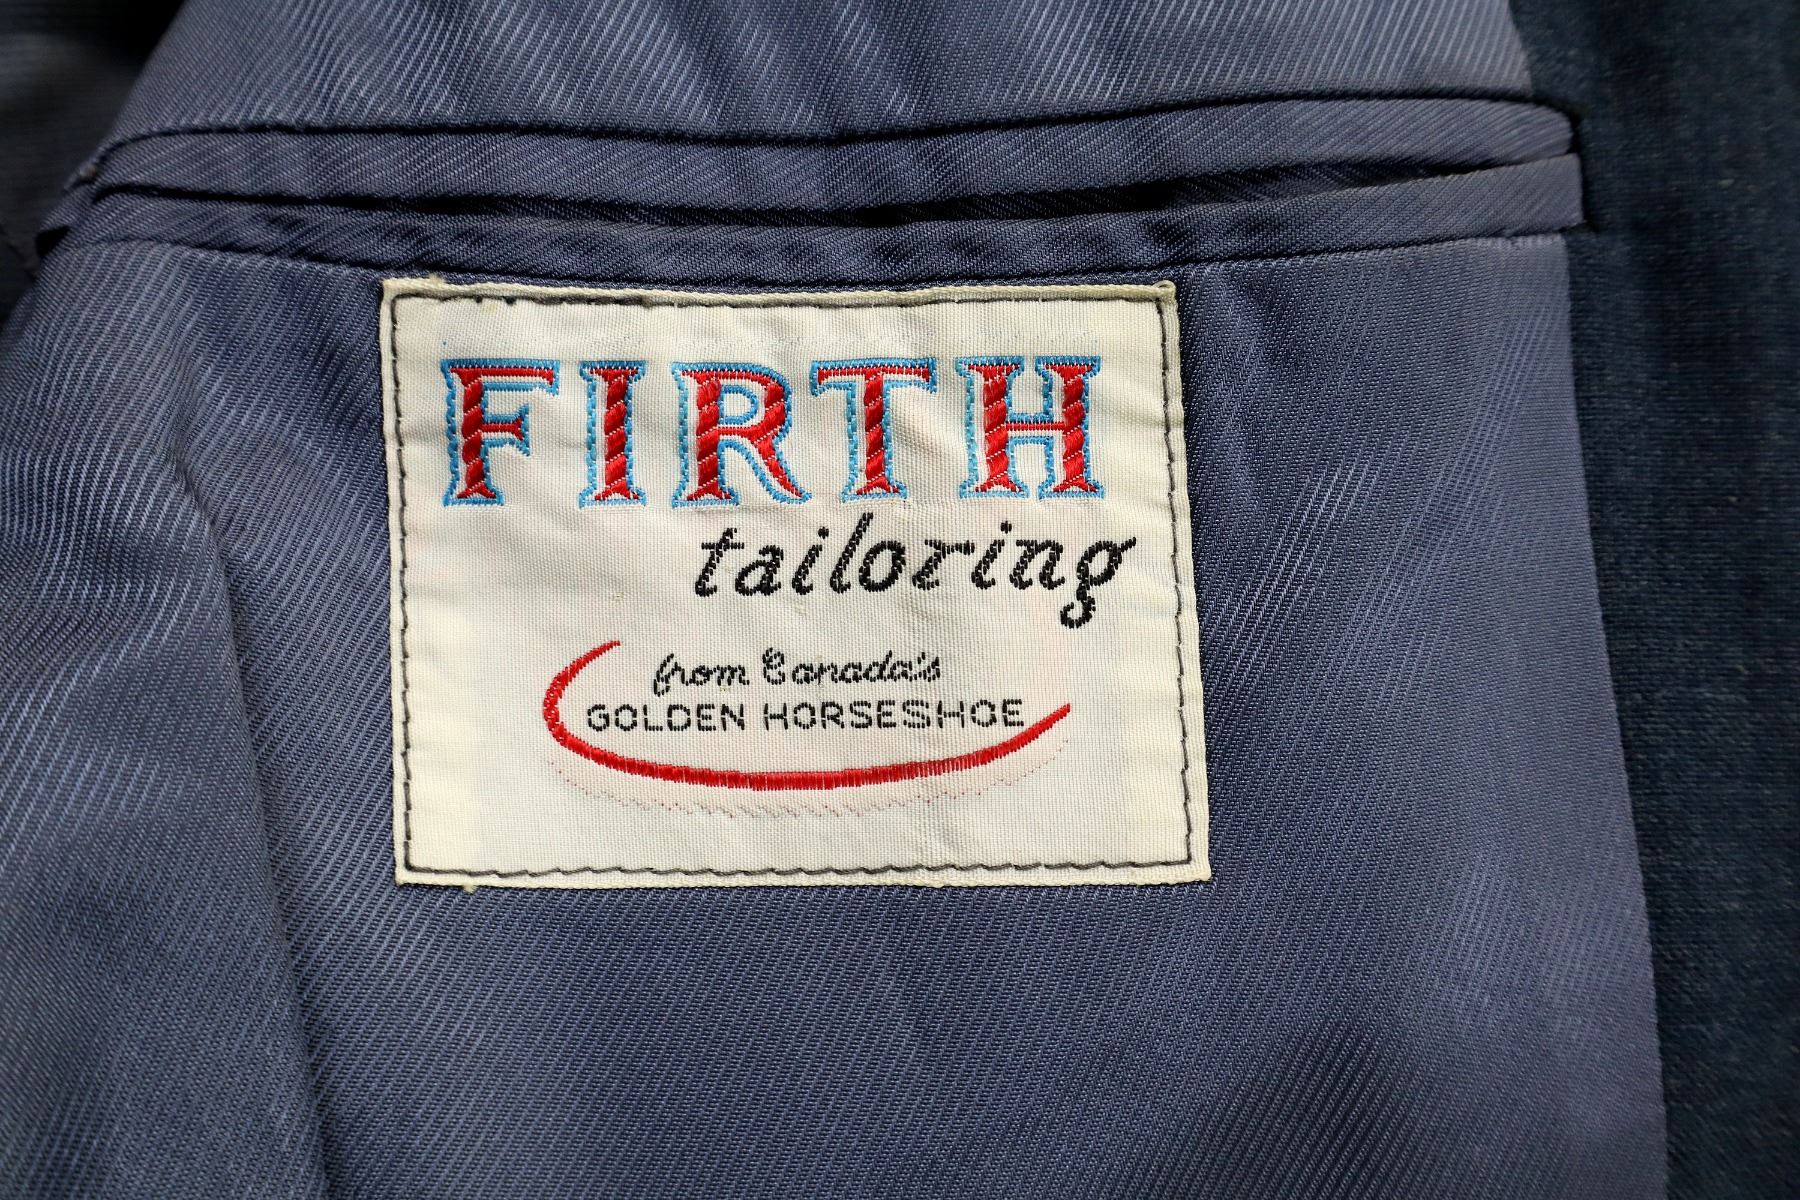 FIRTH
tailoring
from Canada's
GOLDEN HORSESHOE